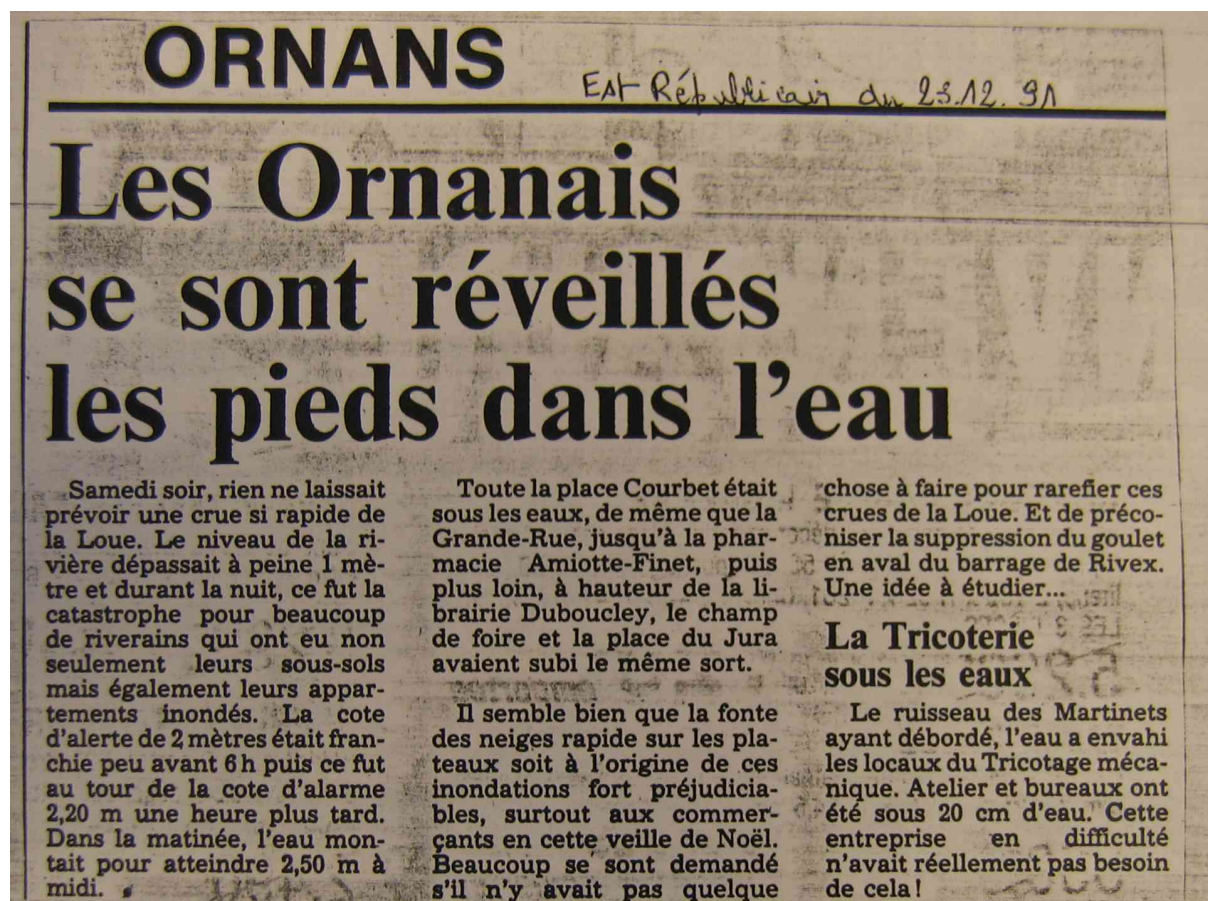 ORNANS
Est Républicain du 23.12.91
Les Ornanais
se sont réveillés
les pieds dans l'eau
Samedi soir, rien ne laissait
prévoir une crue si rapide de
la Loue. Le niveau de la ri-
vière dépassait à peine 1 mè-
tre et durant la nuit, ce fut la
catastrophe pour beaucoup
de riverains qui ont eu non
seulement leurs sous-sols
mais également leurs appar-
tements inondés. La cote
d'alerte de 2 mètres était fran-
chie peu avant 6 h puis ce fut
au tour de la cote d'alarme
2,20 m une heure plus tard.
Dans la matinée, l'eau mon-
tait pour atteindre 2,50 m à
midi.
Toute la place Courbet était
sous les eaux, de même que la
Grande-Rue, jusqu'à la phar-
macie Amiotte-Finet, puis
plus loin, à hauteur de la li-
brairie Duboucley, le champ
de foire et la place du Jura
avaient subi le même sort.
Il semble bien que la fonte
des neiges rapide sur les pla-
teaux soit à l'origine de ces
inondations fort préjudicia-
bles, surtout aux commer-
çants en cette veille de Noël.
Beaucoup se sont demandé
s'il n'y avait pas quelque
chose à faire pour rarefier ces
crues de la Loue. Et de préco-
niser la suppression du goulet
en aval du barrage de Rivex.
Une idée à étudier...
La Tricoterie
sous les eaux
Le ruisseau des Martinets
ayant débordé, l'eau a envahi
les locaux du Tricotage méca-
nique. Atelier et bureaux ont
été sous 20 cm d'eau. Cette
entreprise en difficulté
n'avait réellement pas besoin
de cela !